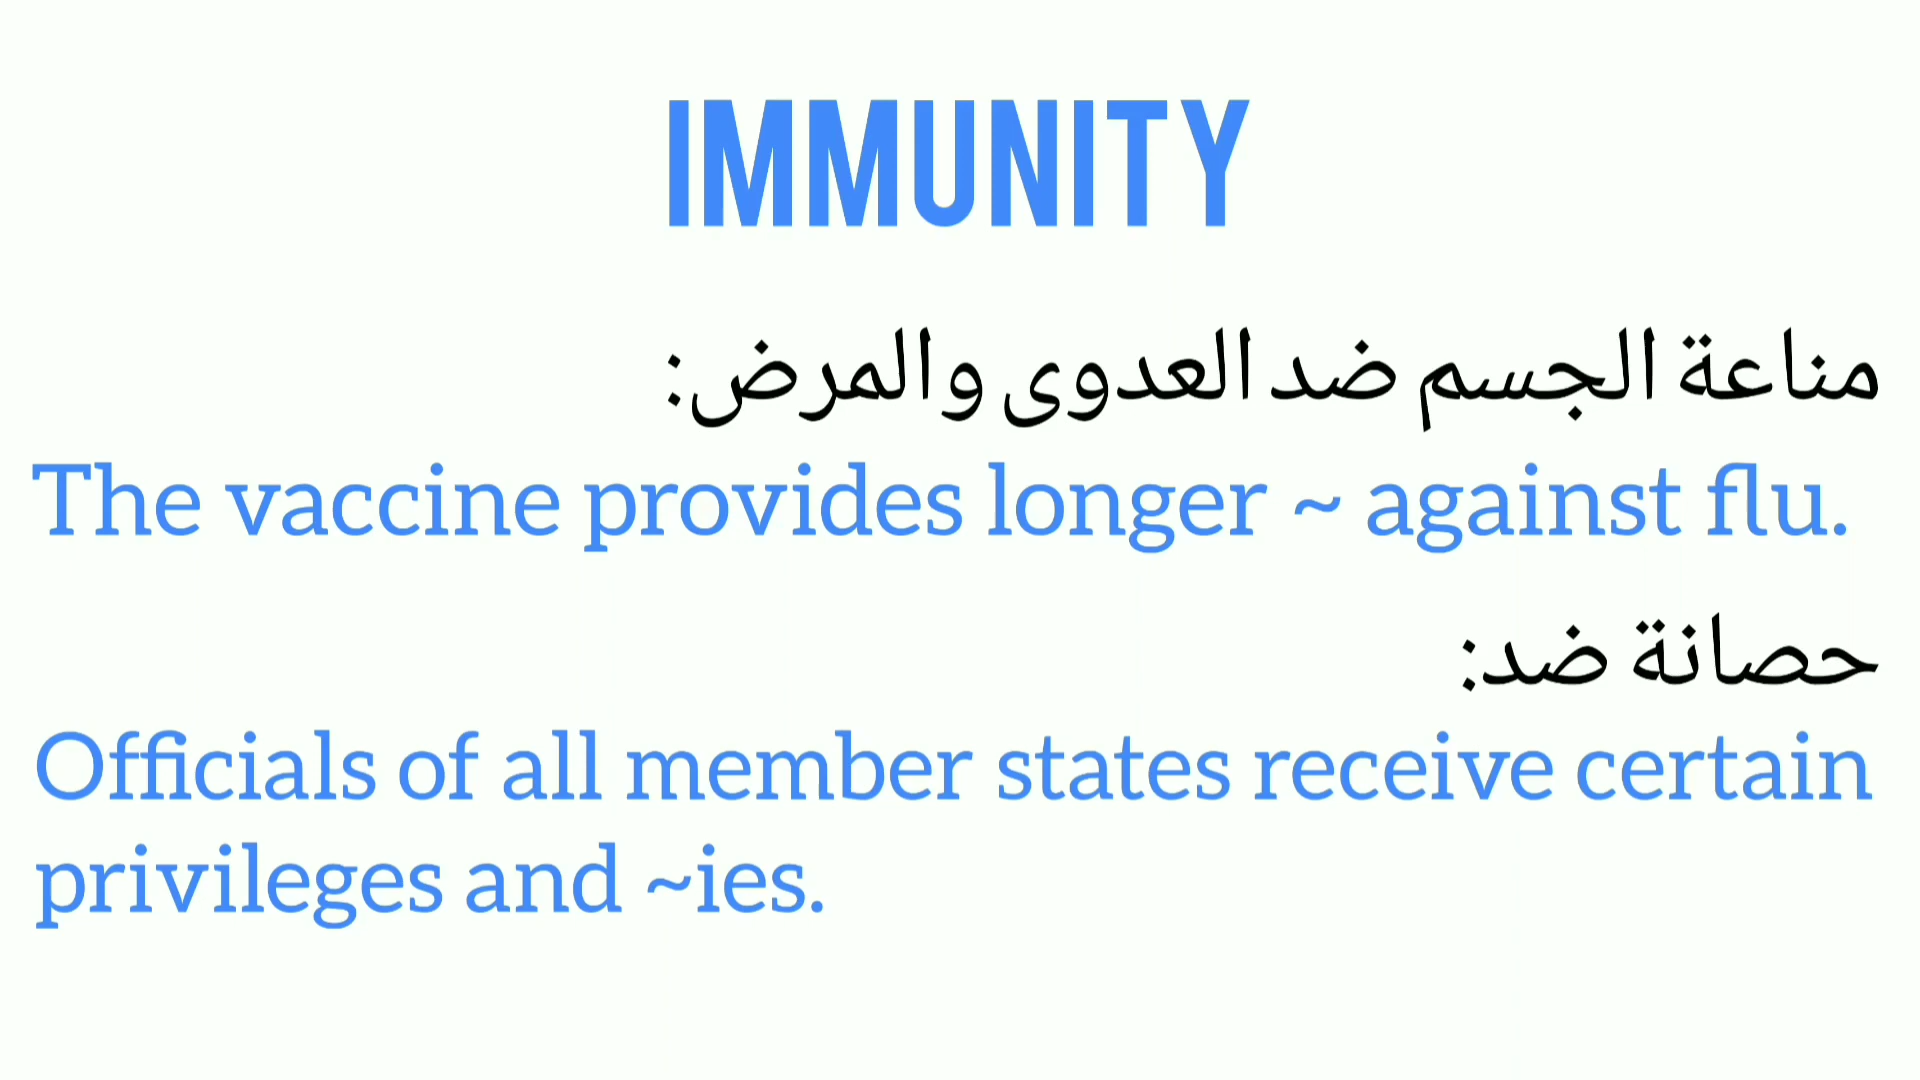 IMMUNITY
مناعة الجسم ضد العدوى والمرض:
The vaccine provides longer ~ against flu.
حصانة ضد:
Officials of all member states receive certain
privileges and ~ies.